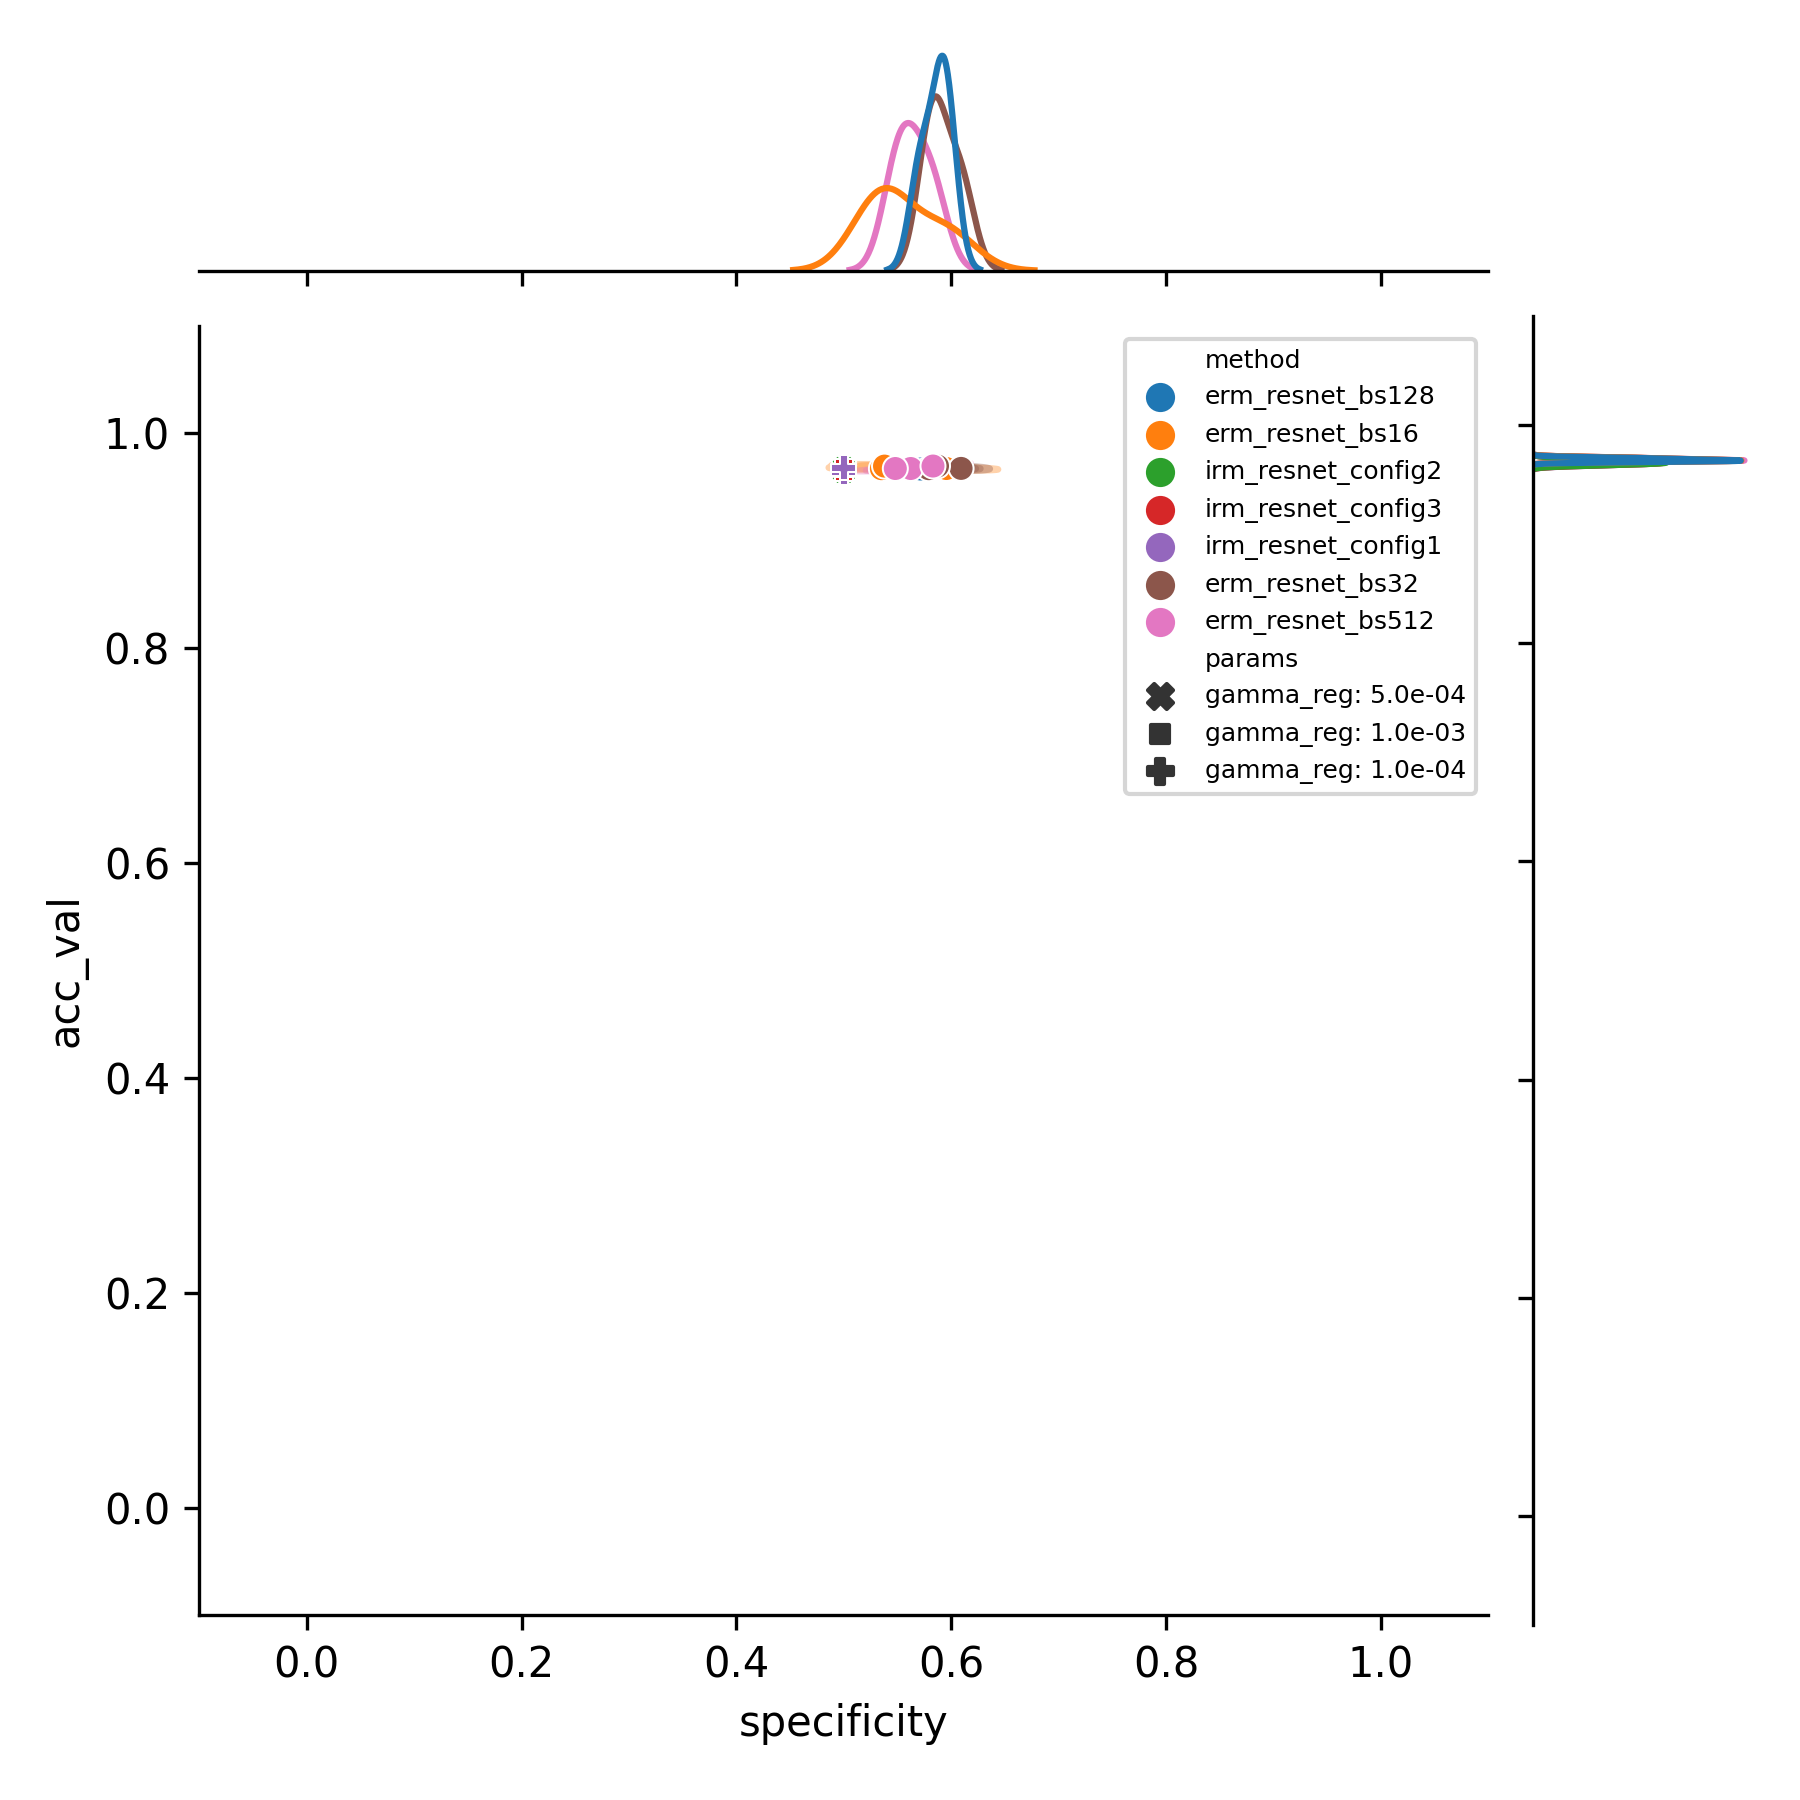 method
erm_resnet_bs128
erm_resnet_bs16
irm_resnet_config2
irm_resnet_config3
irm_resnet_config1
erm_resnet_bs32
erm_resnet_bs512
params
gamma_reg: 5.0e-04
gamma_reg: 1.0e-03
gamma_reg: 1.0e-04
1.0
0.8
0.6
0.4
0.2
0.0
acc_val
0.0 0.2 0.4 0.6 0.8 1.0
specificity